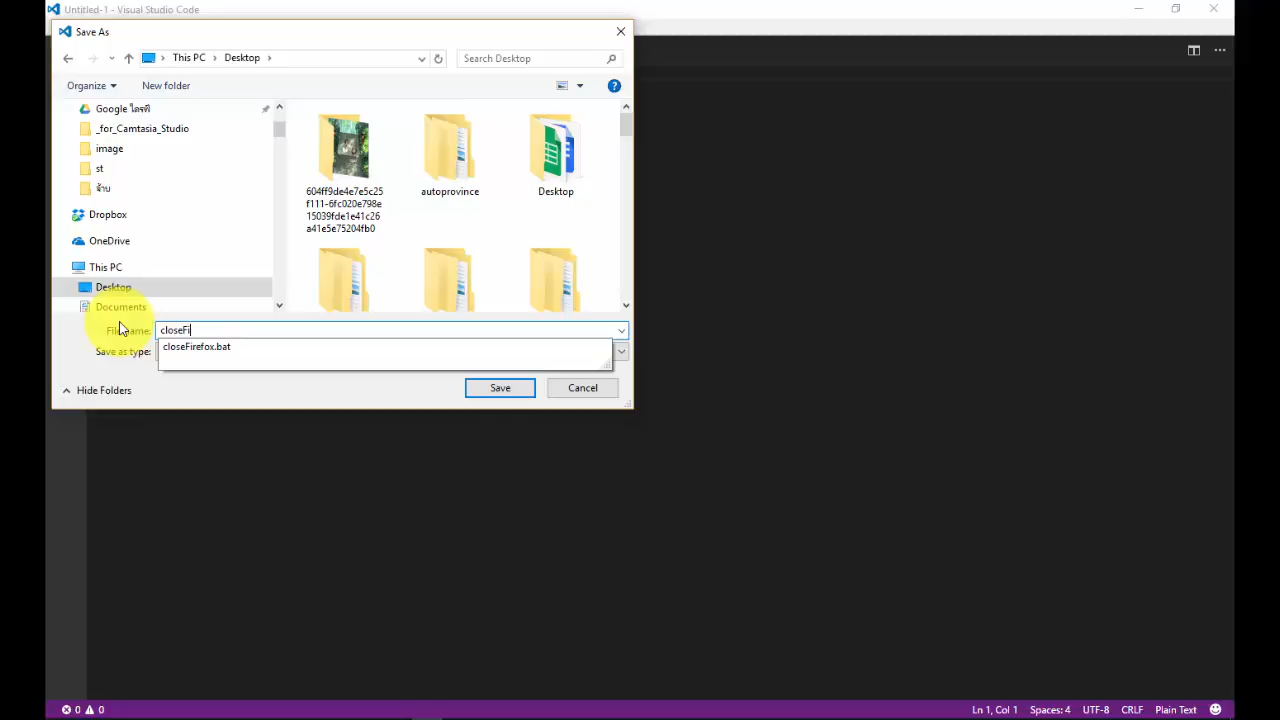 Untitled-1 - Visual Studio Code
Save As
This PC
Desktop
Search Desktop
Organize
New folder
Google ไดรฟ์
_for_Camtasia_Studio
image
st
Dropbox
OneDrive
This PC
Desktop
Documents
604ff9de4e7e5c25
f111-6fc020e798e
15039fde1e41c26
a41e5e75204fb0
autoprovince
Desktop
File name:
closeFi
closeFirefox.bat
Save as type:
Hide Folders
Save
Cancel
0
0
Ln 1, Col 1
Spaces: 4
UTF-8
CRLF
Plain Text